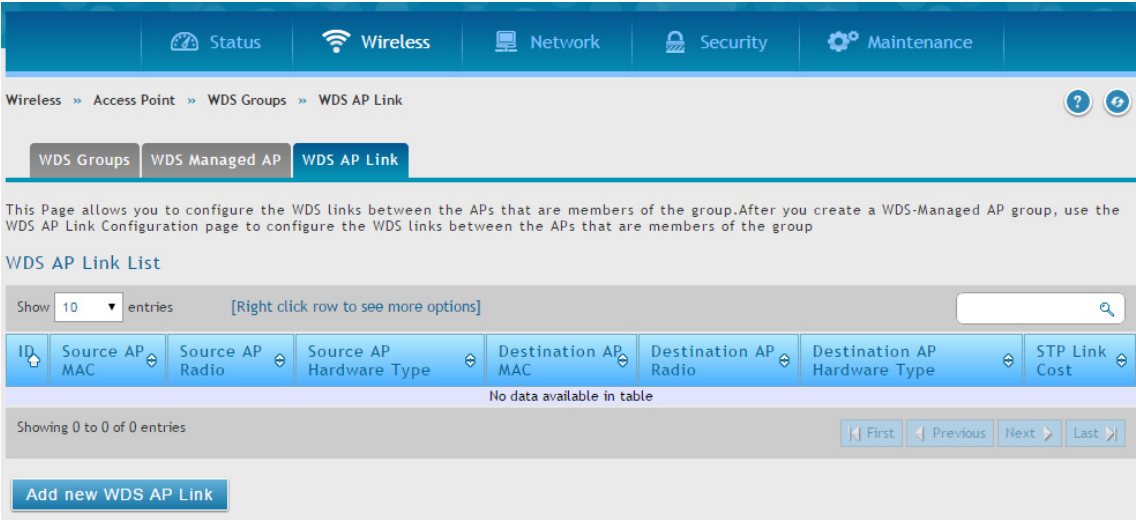 Status Wireless Network Security Maintenance
Wireless » Access Point » WDS Groups » WDS AP Link ?
WDS Groups WDS Managed AP WDS AP Link
This Page allows you to configure the WDS links between the APs that are members of the group.After you create a WDS-Managed AP group, use the
WDS AP Link Configuration page to configure the WDS links between the APs that are members of the group
WDS AP Link List
Show 10 entries [Right click row to see more options]
ID Source AP MAC Source AP Radio Source AP Hardware Type Destination AP MAC Destination AP Radio Destination AP Hardware Type STP Link Cost
No data available in table
Showing 0 to 0 of 0 entries First Previous Next Last
Add new WDS AP Link